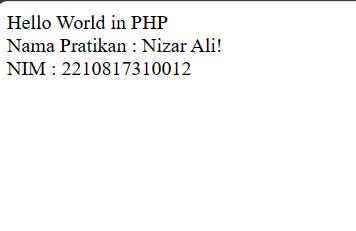 Hello World in PHP
Nama Pratikan : Nizar Ali!
NIM : 2210817310012